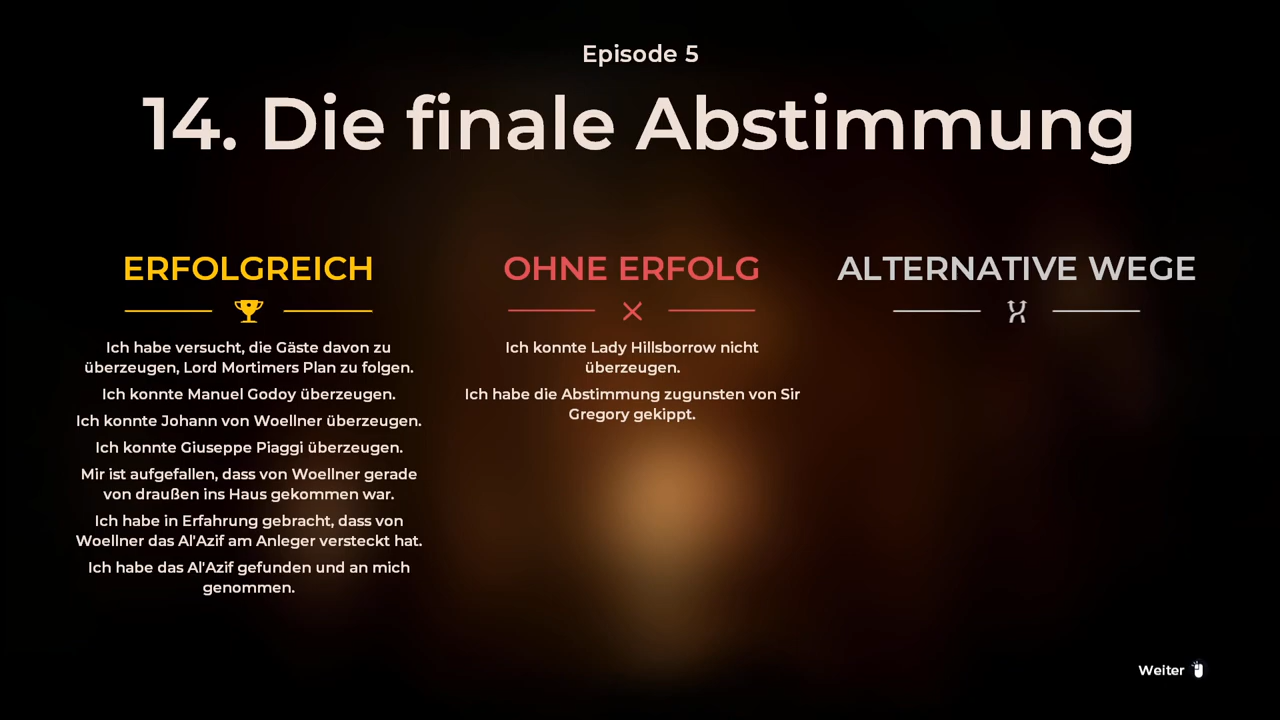 Episode 5
14. Die finale Abstimmung
ERFOLGREICH
Ich habe versucht, die Gäste davon zu
überzeugen, Lord Mortimers Plan zu folgen.
Ich konnte Manuel Godoy überzeugen.
Ich konnte Johann von Woellner überzeugen.
Ich konnte Giuseppe Piaggi überzeugen.
Mir ist aufgefallen, dass von Woellner gerade
von draußen ins Haus gekommen war.
Ich habe in Erfahrung gebracht, dass von
Woellner das Al'Azif am Anleger versteckt hat.
Ich habe das Al'Azif gefunden und an mich
genommen.
OHNE ERFOLG
Ich konnte Lady Hillsborrow nicht
überzeugen.
Ich habe die Abstimmung zugunsten von Sir
Gregory gekippt.
ALTERNATIVE WEGE
Weiter